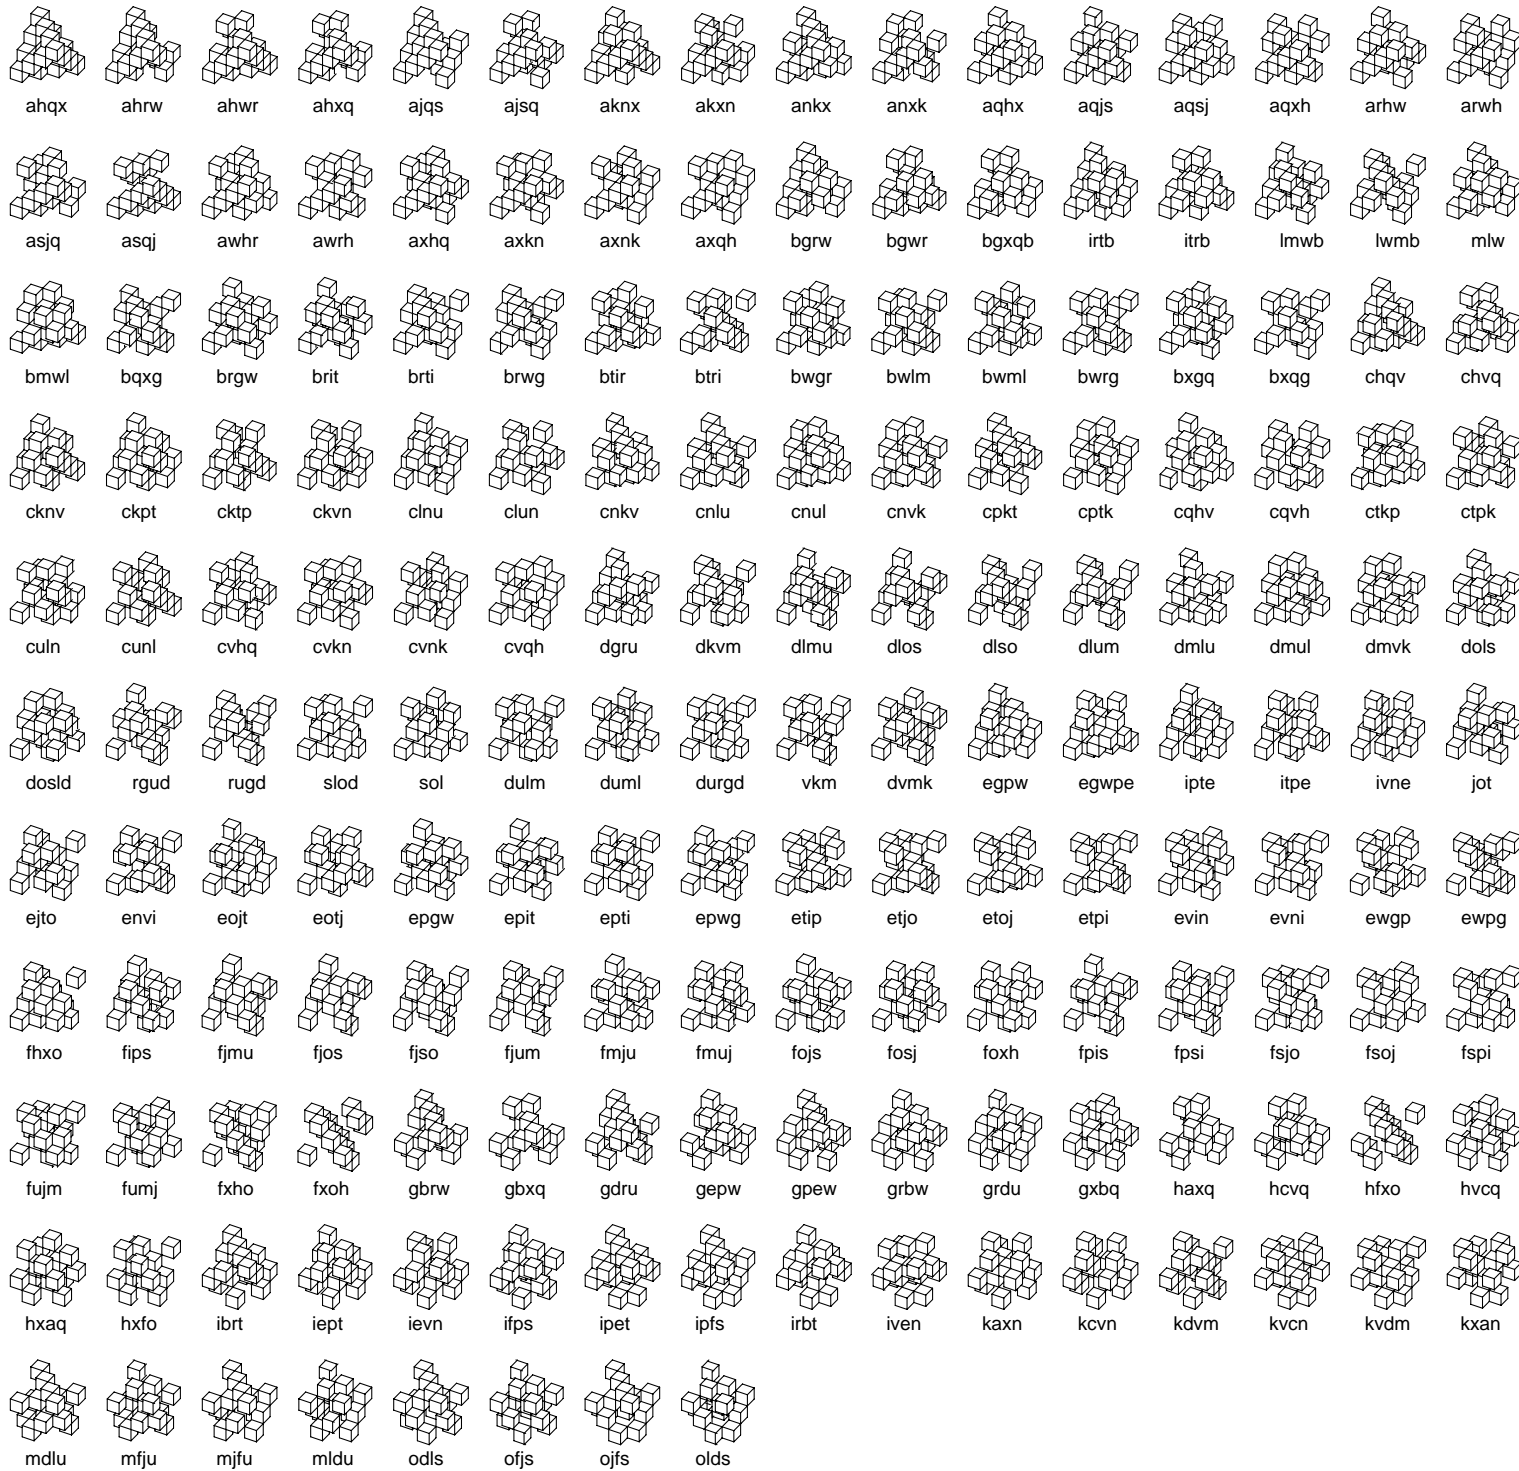 ahqx ahrw ahwr ahxq ajqs ajsq aknx akxn ankx anxk aqhx aqjs aqsj aqxh arhw arwh
asjq asqj awhr awrh axhq axkn axnk axqh bgrw bgwr bgxqb irtb itrb lmwb lwmb mlw
bmwl bqxg brgw brit brti brwg btir btri bwgr bwlm bwml bwrg bxgq bxqg chqv chvq
cknv ckpt cktp ckvn clnu clun cnkv cnlu cnul cnvk cpkt cptk cqhv cqvh ctkp ctpk
culn cunl cvhq cvkn cvnk cvqh dgru dkvm dlmu dlos dlso dlum dmlu dmul dmvk dols
dosld rgud rugd slod sol dulm duml durgd vkm dvmk egpw egwpe ipte itpe ivne jot
ejto envi eojt eotj epgw epit epti epwg etip etjo etoj etpi evin evni ewgp ewpg
fhxo fips fjmu fjos fjso fjum fmju fmuj fojs fosj foxh fpis fpsi fsjo fsoj fspi
fujm fumj fxho fxoh gbrw gbxq gdru gepw gpew grbw grdu gxbq haxq hcvq hfxo hvcq
hxaq hxfo ibrt iept ievn ifps ipet ipfs irbt iven kaxn kcvn kdvm kvcn kvdm kxan
mdlu mfju mjfu mldu odls ofjs ojfs olds